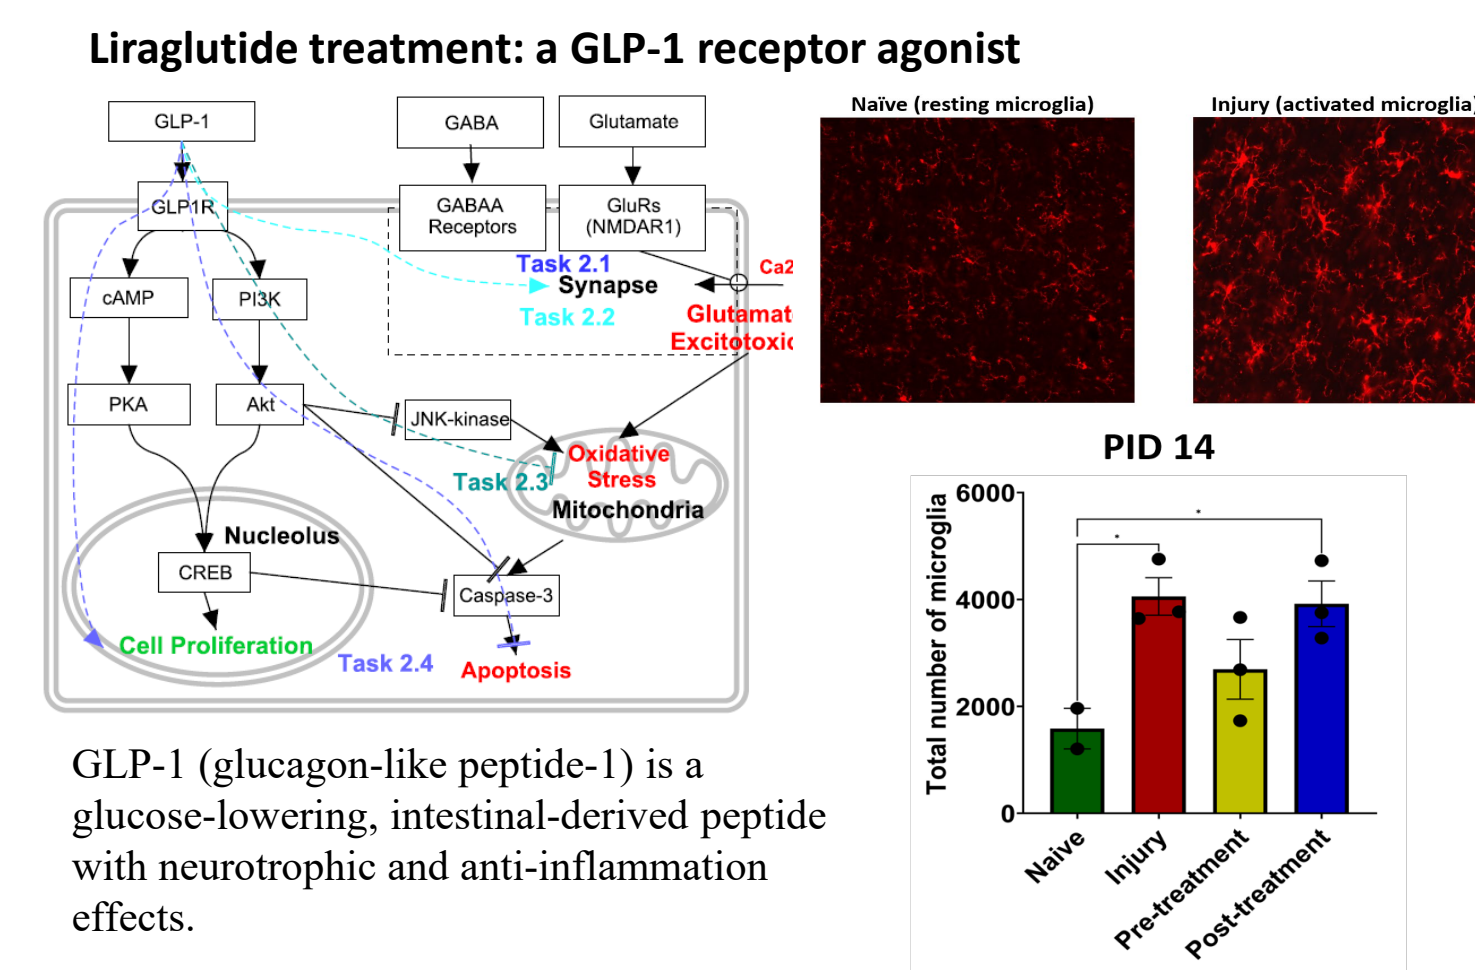 Liraglutide treatment: a GLP-1 receptor agonist
GLP-1
GABA
Glutamate
GLP1R
GABAA
Receptors
GluRs
(NMDAR1)
Task 2.1
Synapse
Task 2.2
Ca2
Glutamat
Excitotoxic
cAMP
PI3K
PKA
Akt
JNK-kinase
Oxidative
Stress
Task 2.3
Mitochondria
Nucleolus
CREB
Caspase-3
Cell Proliferation
Task 2.4
Apoptosis
GLP-1 (glucagon-like peptide-1) is a
glucose-lowering, intestinal-derived peptide
with neurotrophic and anti-inflammation
effects.
Naïve (resting microglia)
Injury (activated microglia)
PID 14
Total number of microglia
6000
4000
2000
0
*
*
Naive
Injury
Pre-treatment
Post-treatment